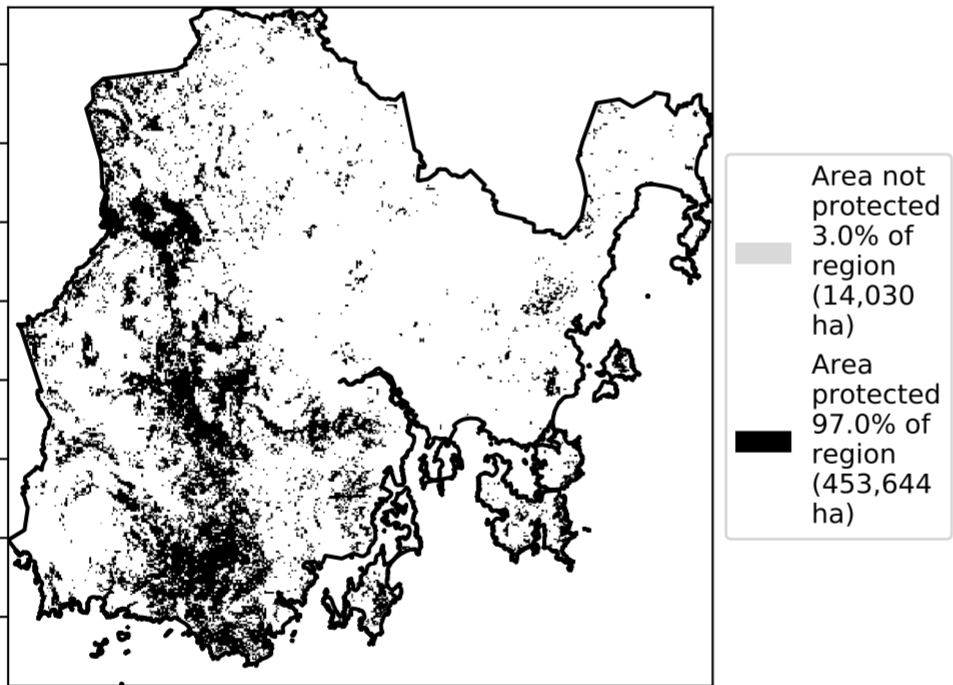 Area not
protected
3.0% of
region
(14,030
ha)
Area
protected
97.0% of
region
(453,644
ha)